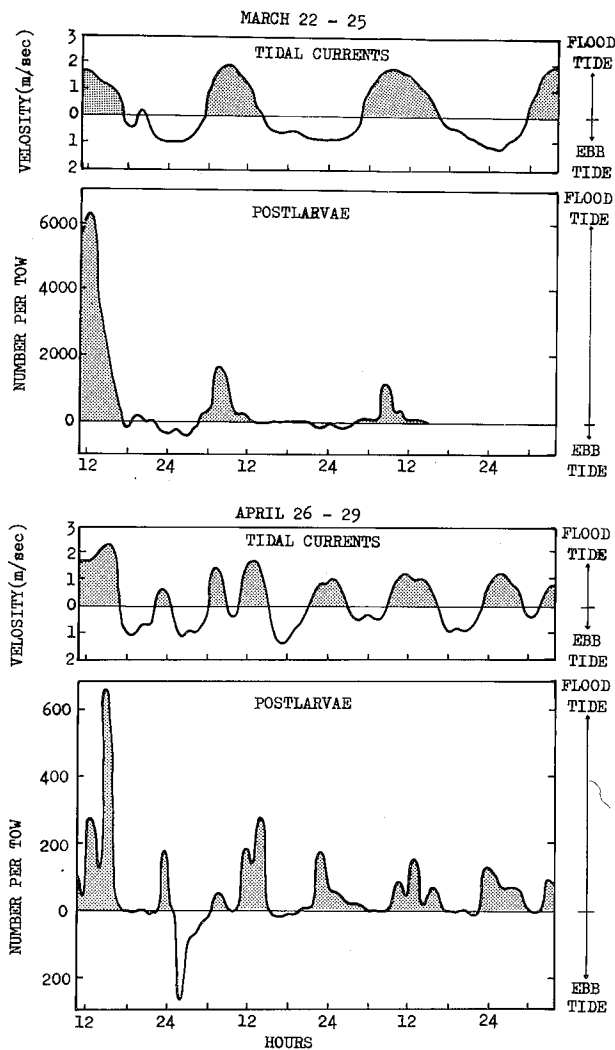 MARCH 22 - 25
TIDAL CURRENTS
VELOSITY(m/sec)
3
2
1
0
1
2
FLOOD
TIDE
EBB
TIDE
POSTLARVAE
NUMBER PER TOW
6000
4000
2000
0
12 24 12 24 12 24
FLOOD
TIDE
EBB
TIDE
APRIL 26 - 29
TIDAL CURRENTS
VELOSITY(m/sec)
3
2
1
0
1
2
FLOOD
TIDE
EBB
TIDE
POSTLARVAE
NUMBER PER TOW
600
400
200
0
200
12 24 12 24 12 24
HOURS
FLOOD
TIDE
EBB
TIDE